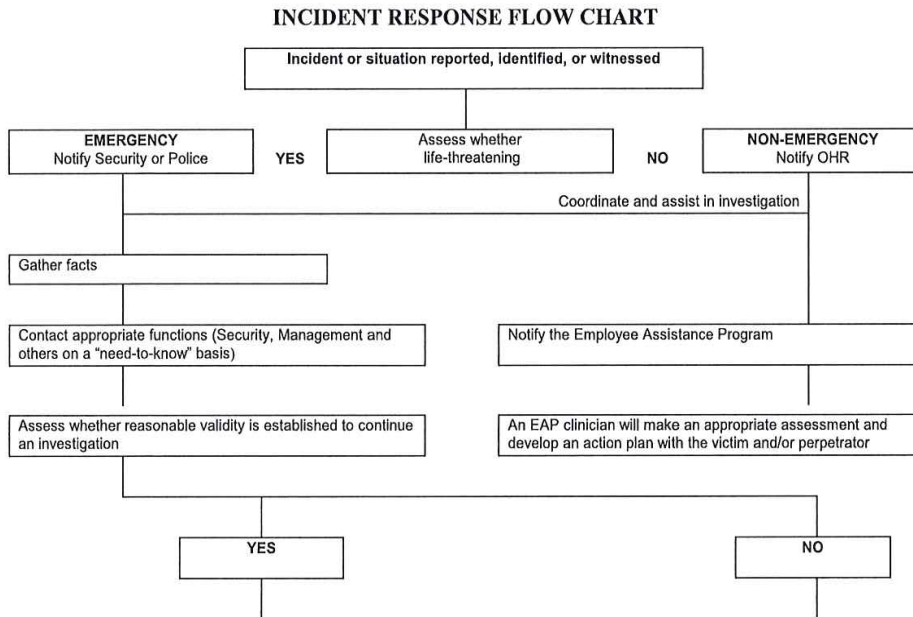 INCIDENT RESPONSE FLOW CHART
Incident or situation reported, identified, or witnessed
EMERGENCY
Notify Security or Police
YES
Assess whether
life-threatening
NO
NON-EMERGENCY
Notify OHR
Coordinate and assist in investigation
Gather facts
Contact appropriate functions (Security, Management and
others on a “need-to-know” basis)
Notify the Employee Assistance Program
Assess whether reasonable validity is established to continue
an investigation
An EAP clinician will make an appropriate assessment and
develop an action plan with the victim and/or perpetrator
YES
NO